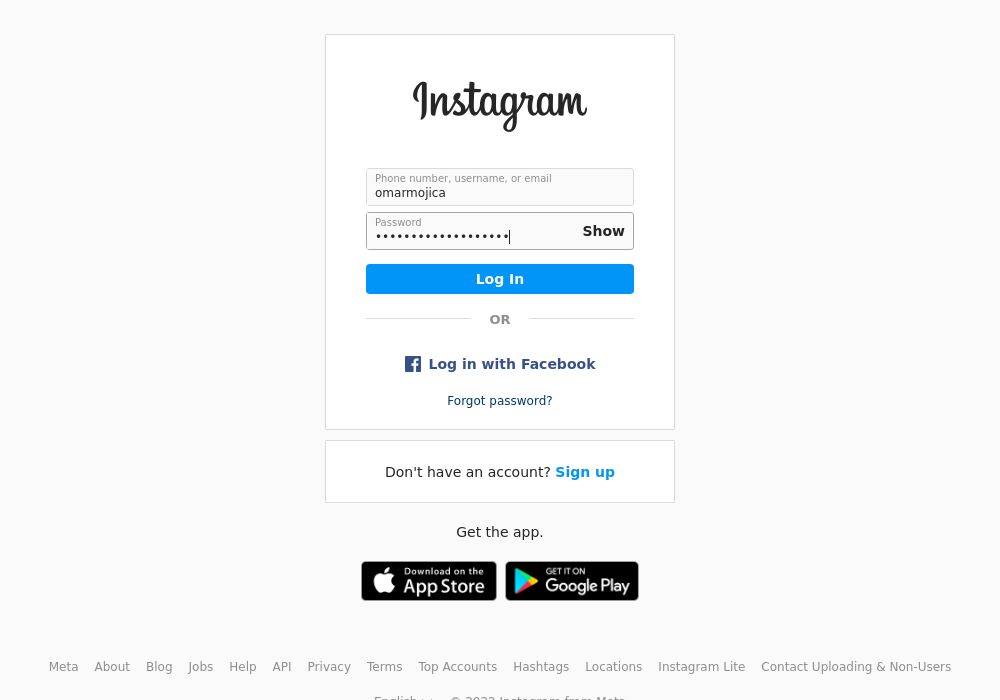 Instagram
Phone number, username, or email
omarmojica
Password
•••••••••••••••••••
Show
Log In
OR
Log in with Facebook
Forgot password?
Don't have an account? Sign up
Get the app.
Download on the App Store
GET IT ON Google Play
Meta About Blog Jobs Help API Privacy Terms Top Accounts Hashtags Locations Instagram Lite Contact Uploading & Non-Users
English © 2022 Instagram from Meta